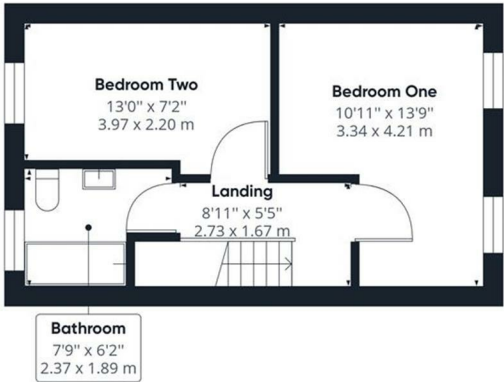 Bedroom Two
13'0" x 7'2"
3.97 x 2.20 m
Bedroom One
10'11" x 13'9"
3.34 x 4.21 m
Landing
8'11" x 5'5"
2.73 x 1.67 m
Bathroom
7'9" x 6'2"
2.37 x 1.89 m